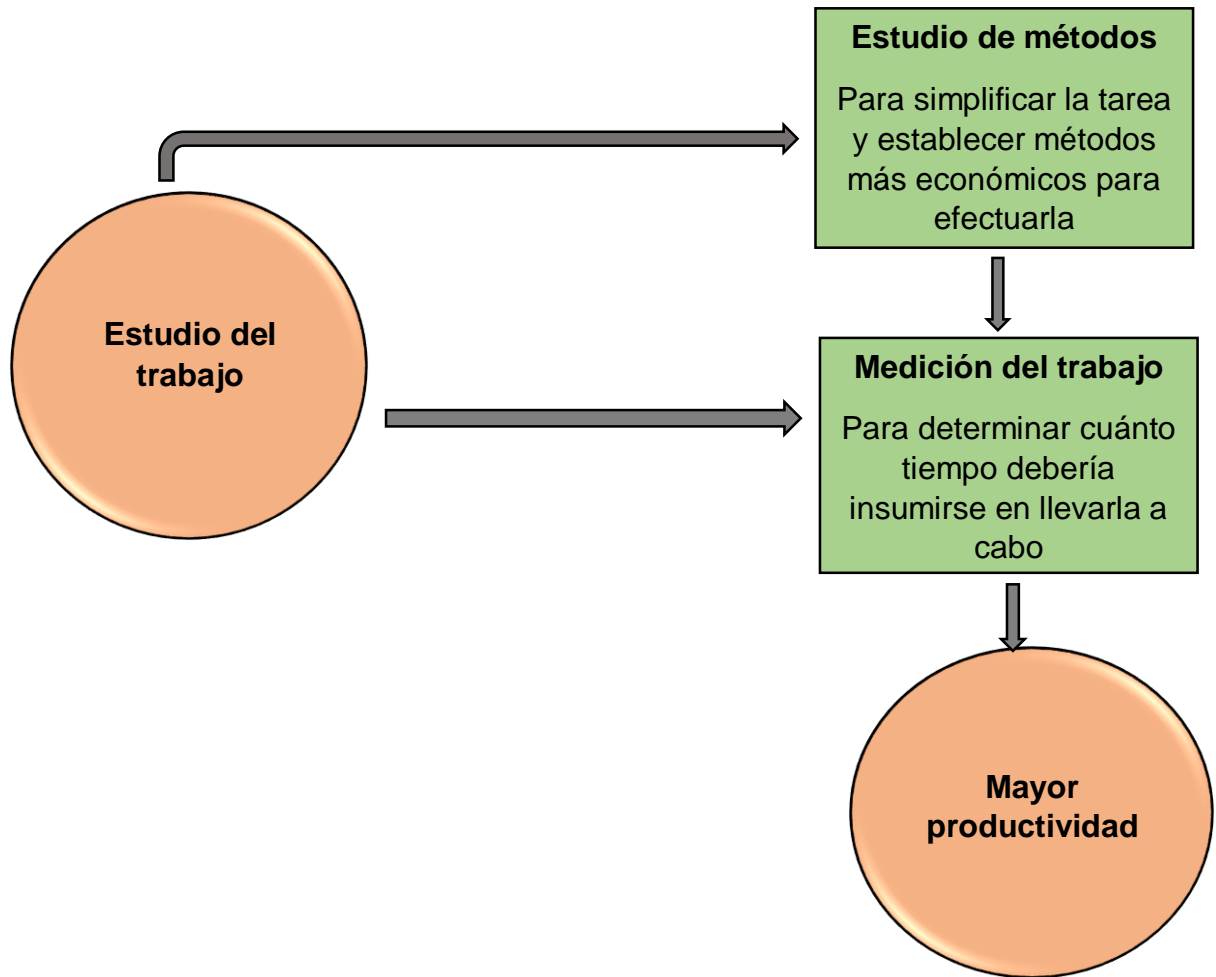 Estudio de métodos
Para simplificar la tarea
y establecer métodos
más económicos para
efectuarla
Estudio del
trabajo
Medición del trabajo
Para determinar cuánto
tiempo debería
insumirse en llevarla a
cabo
Mayor
productividad